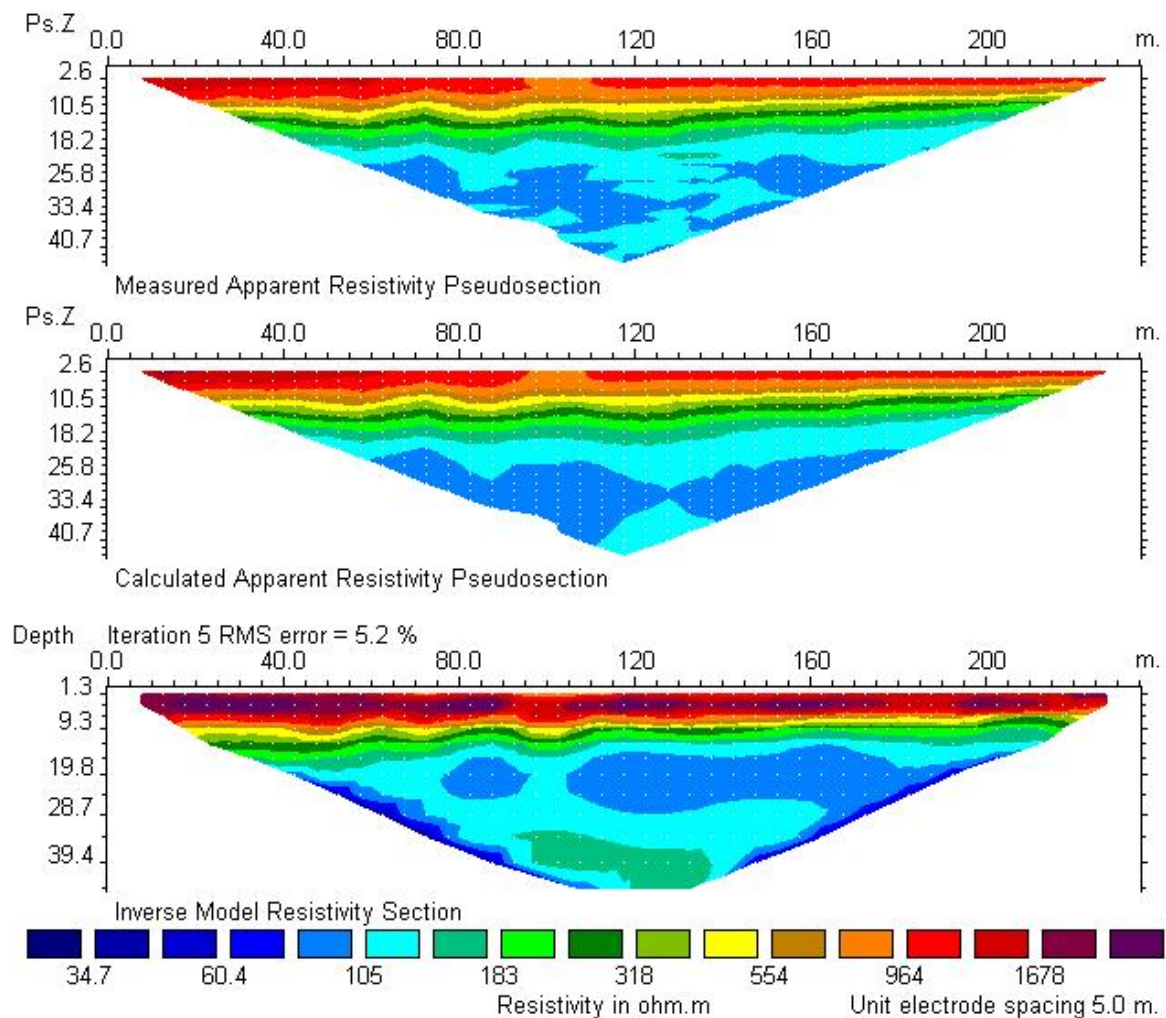 Ps.Z 0.0 40.0 80.0 120 160 200 m.
2.6
10.5
18.2
25.8
33.4
40.7
Measured Apparent Resistivity Pseudosection
Ps.Z 0.0 40.0 80.0 120 160 200 m.
2.6
10.5
18.2
25.8
33.4
40.7
Calculated Apparent Resistivity Pseudosection
Depth Iteration 5 RMS error = 5.2 %
0.0 40.0 80.0 120 160 200 m.
1.3
9.3
19.8
28.7
39.4
Inverse Model Resistivity Section
34.7 60.4 105 183 318 554 964 1678
Resistivity in ohm.m Unit electrode spacing 5.0 m.